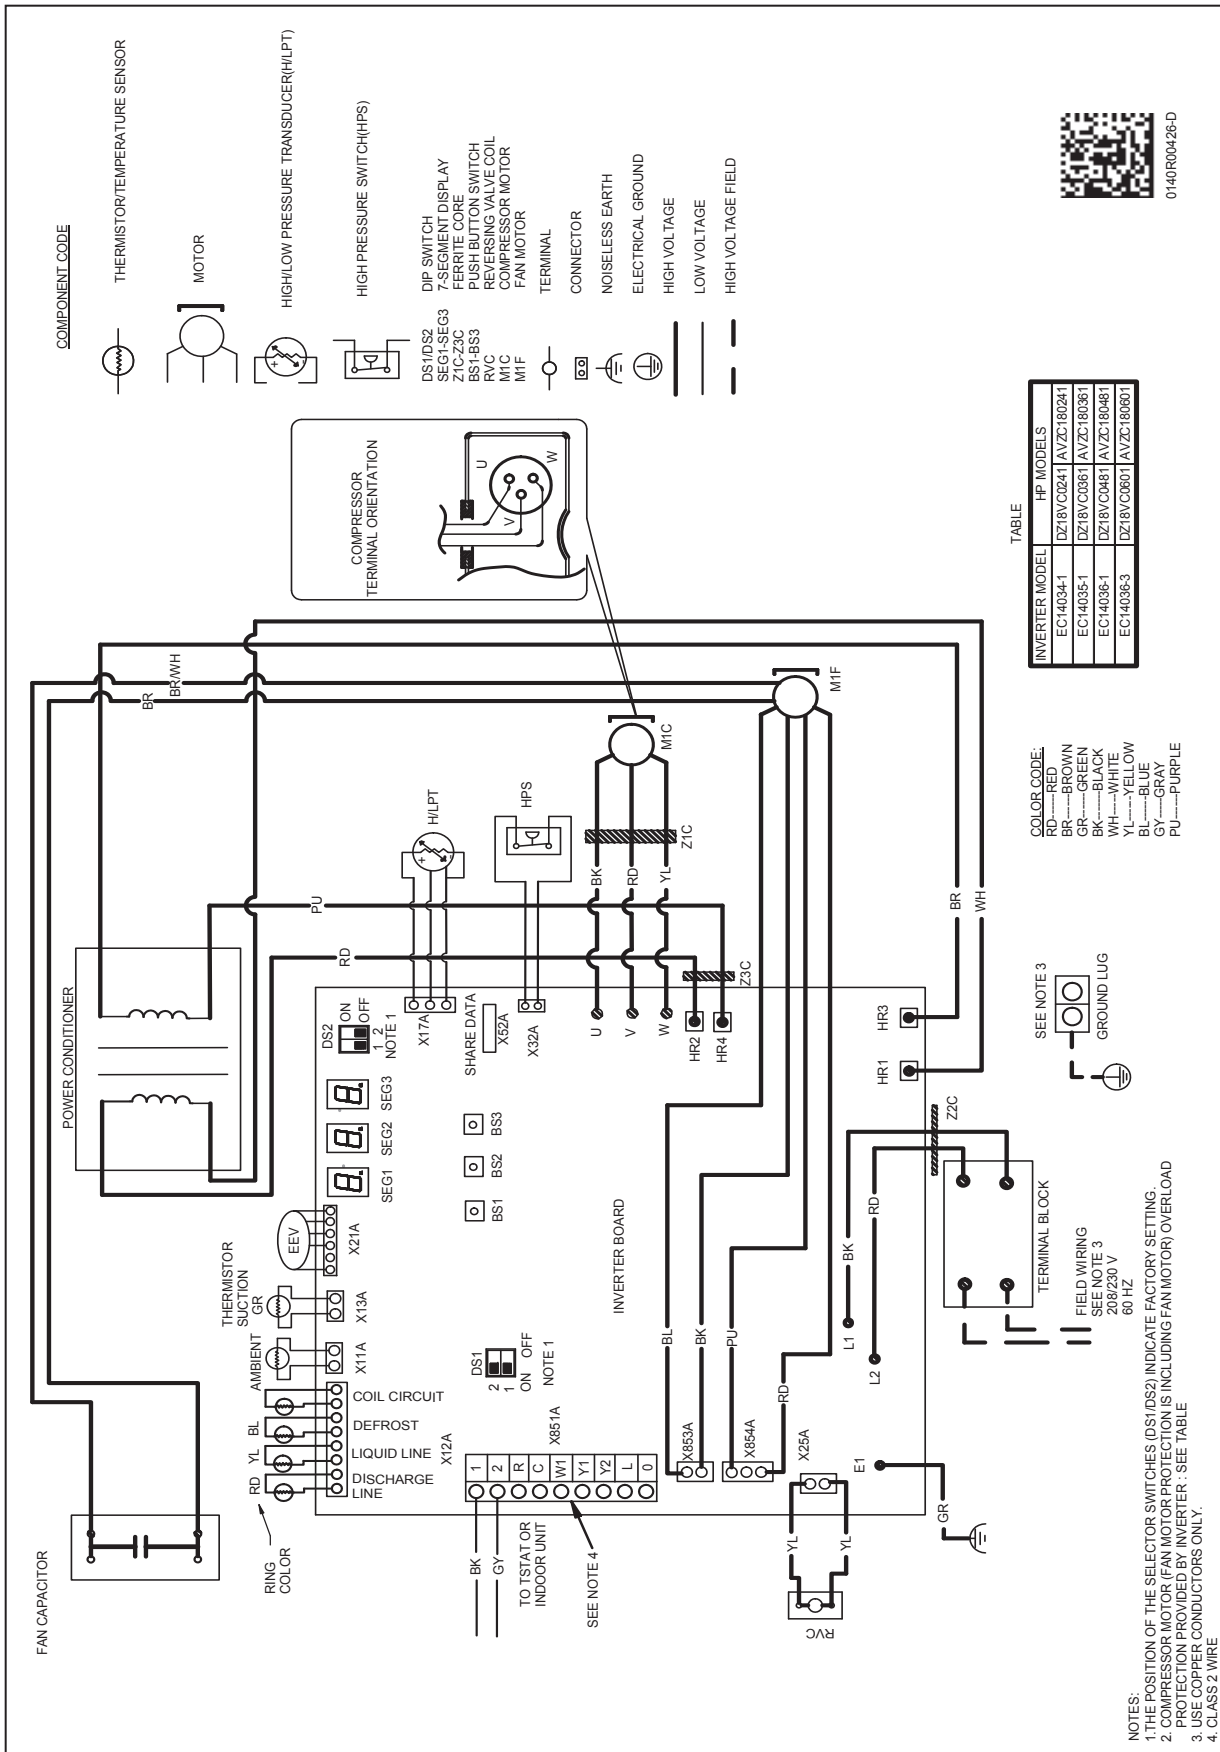 COMPONENT CODE
THERMISTOR/TEMPERATURE SENSOR
MOTOR
HIGH/LOW PRESSURE TRANSDUCER(H/LPT)
HIGH PRESSURE SWITCH(HPS)
DS1/DS2 DIP SWITCH
SEG1-SEG3 7-SEGMENT DISPLAY
Z1C-Z3C FERRITE CORE
BS1-BS3 PUSH BUTTON SWITCH
RVC REVERSING VALVE COIL
M1C COMPRESSOR MOTOR
M1F FAN MOTOR
TERMINAL
CONNECTOR
NOISELESS EARTH
ELECTRICAL GROUND
HIGH VOLTAGE
LOW VOLTAGE
HIGH VOLTAGE FIELD
0140R00426-D
COMPRESSOR
TERMINAL ORIENTATION
U
V
W
TABLE
INVERTER MODEL HP MODELS
EC14034-1 DZ18VC0241 AVZC180241
EC14035-1 DZ18VC0361 AVZC180361
EC14036-1 DZ18VC0481 AVZC180481
EC14036-3 DZ18VC0601 AVZC180601
COLOR CODE:
RD-----RED
BR-----BROWN
GR-----GREEN
BK-----BLACK
WH----WHITE
YL-----YELLOW
BL-----BLUE
GY----GRAY
PU-----PURPLE
FAN CAPACITOR
POWER CONDITIONER
BR
BR/WH
RING
COLOR
RD
YL
BL
AMBIENT
THERMISTOR
SUCTION
GR
EEV
COIL CIRCUIT
DEFROST
LIQUID LINE
DISCHARGE
LINE
X12A
X11A
X13A
X21A
SEG1
SEG2
SEG3
DS2
ON
OFF
1 2
NOTE 1
X17A
H/LPT
+
-
RD
PU
SHARE DATA
X52A
X32A
HPS
BS1
BS2
BS3
DS1
2
1
ON
OFF
NOTE 1
X851A
1
2
R
C
W1
Y1
Y2
L
0
BK
GY
TO TSTAT OR
INDOOR UNIT
SEE NOTE 4
INVERTER BOARD
U
V
W
BK
RD
YL
Z1C
M1C
HR2
HR4
Z3C
M1F
BL
BK
PU
RD
X853A
X854A
X25A
YL
YL
RVC
E1
GR
L1
L2
BK
RD
Z2C
HR1
HR3
BR
WH
TERMINAL BLOCK
FIELD WIRING
SEE NOTE 3
208/230 V
60 HZ
SEE NOTE 3
GROUND LUG
NOTES:
1.THE POSITION OF THE SELECTOR SWITCHES (DS1/DS2) INDICATE FACTORY SETTING.
2. COMPRESSOR MOTOR (FAN MOTOR PROTECTION IS INCLUDING FAN MOTOR) OVERLOAD
PROTECTION PROVIDED BY INVERTER : SEE TABLE
3. USE COPPER CONDUCTORS ONLY.
4. CLASS 2 WIRE